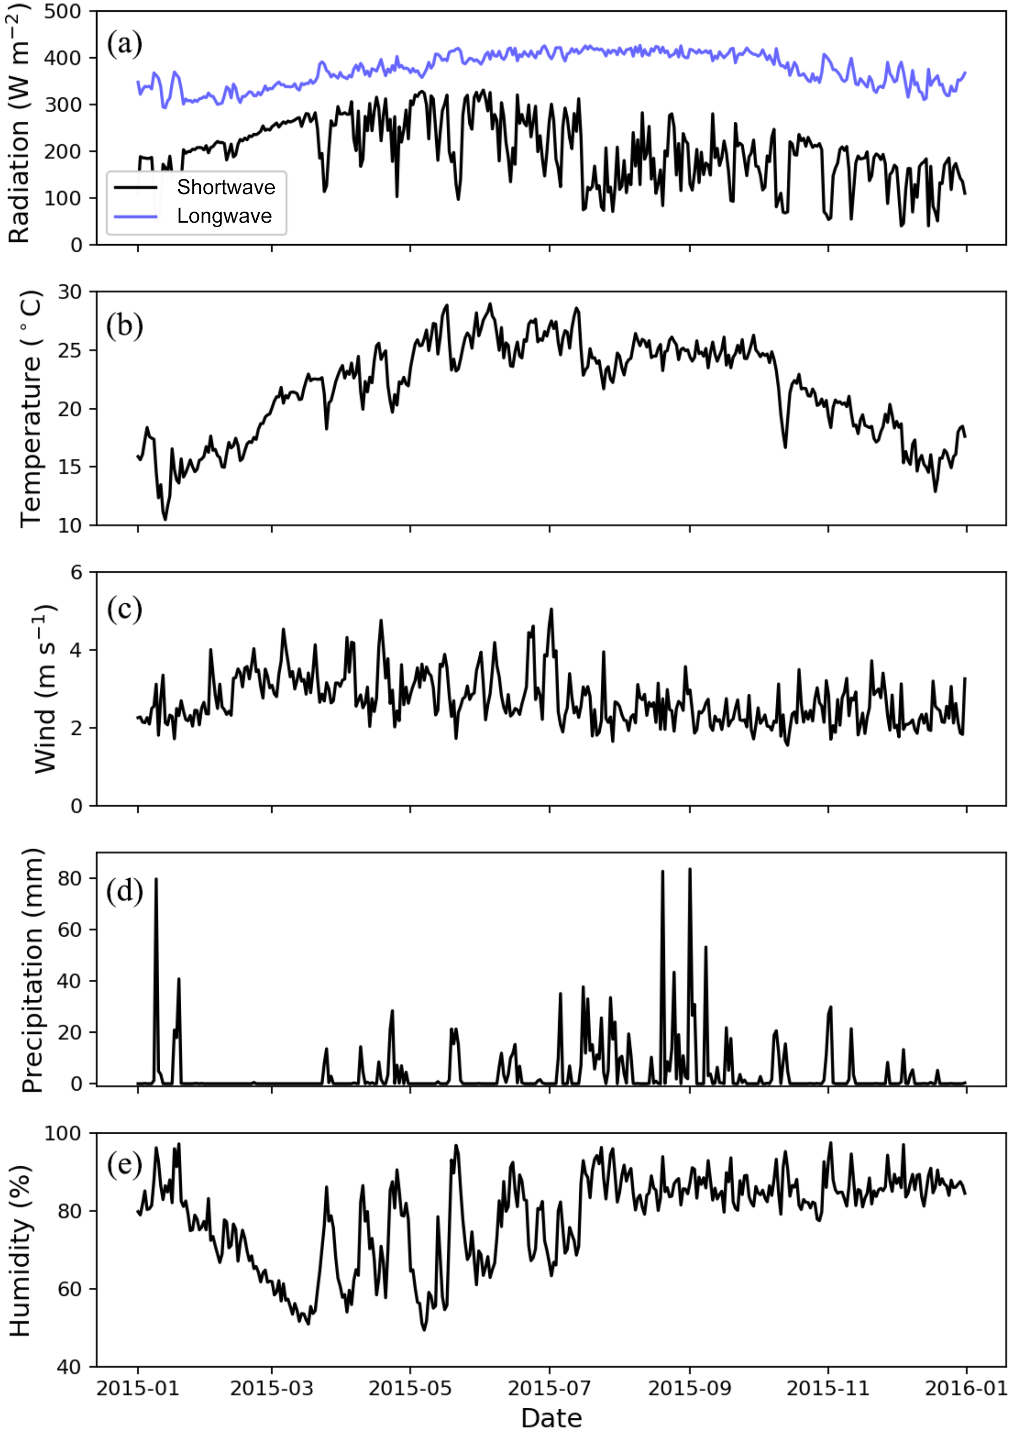 Radiation (W m−2)
500
400
300
200
100
0
(a)
Shortwave
Longwave
Temperature (°C)
30
25
20
15
10
(b)
Wind (m s−1)
6
4
2
0
(c)
Precipitation (mm)
80
60
40
20
0
(d)
Humidity (%)
100
80
60
40
(e)
2015-01 2015-03 2015-05 2015-07 2015-09 2015-11 2016-01
Date